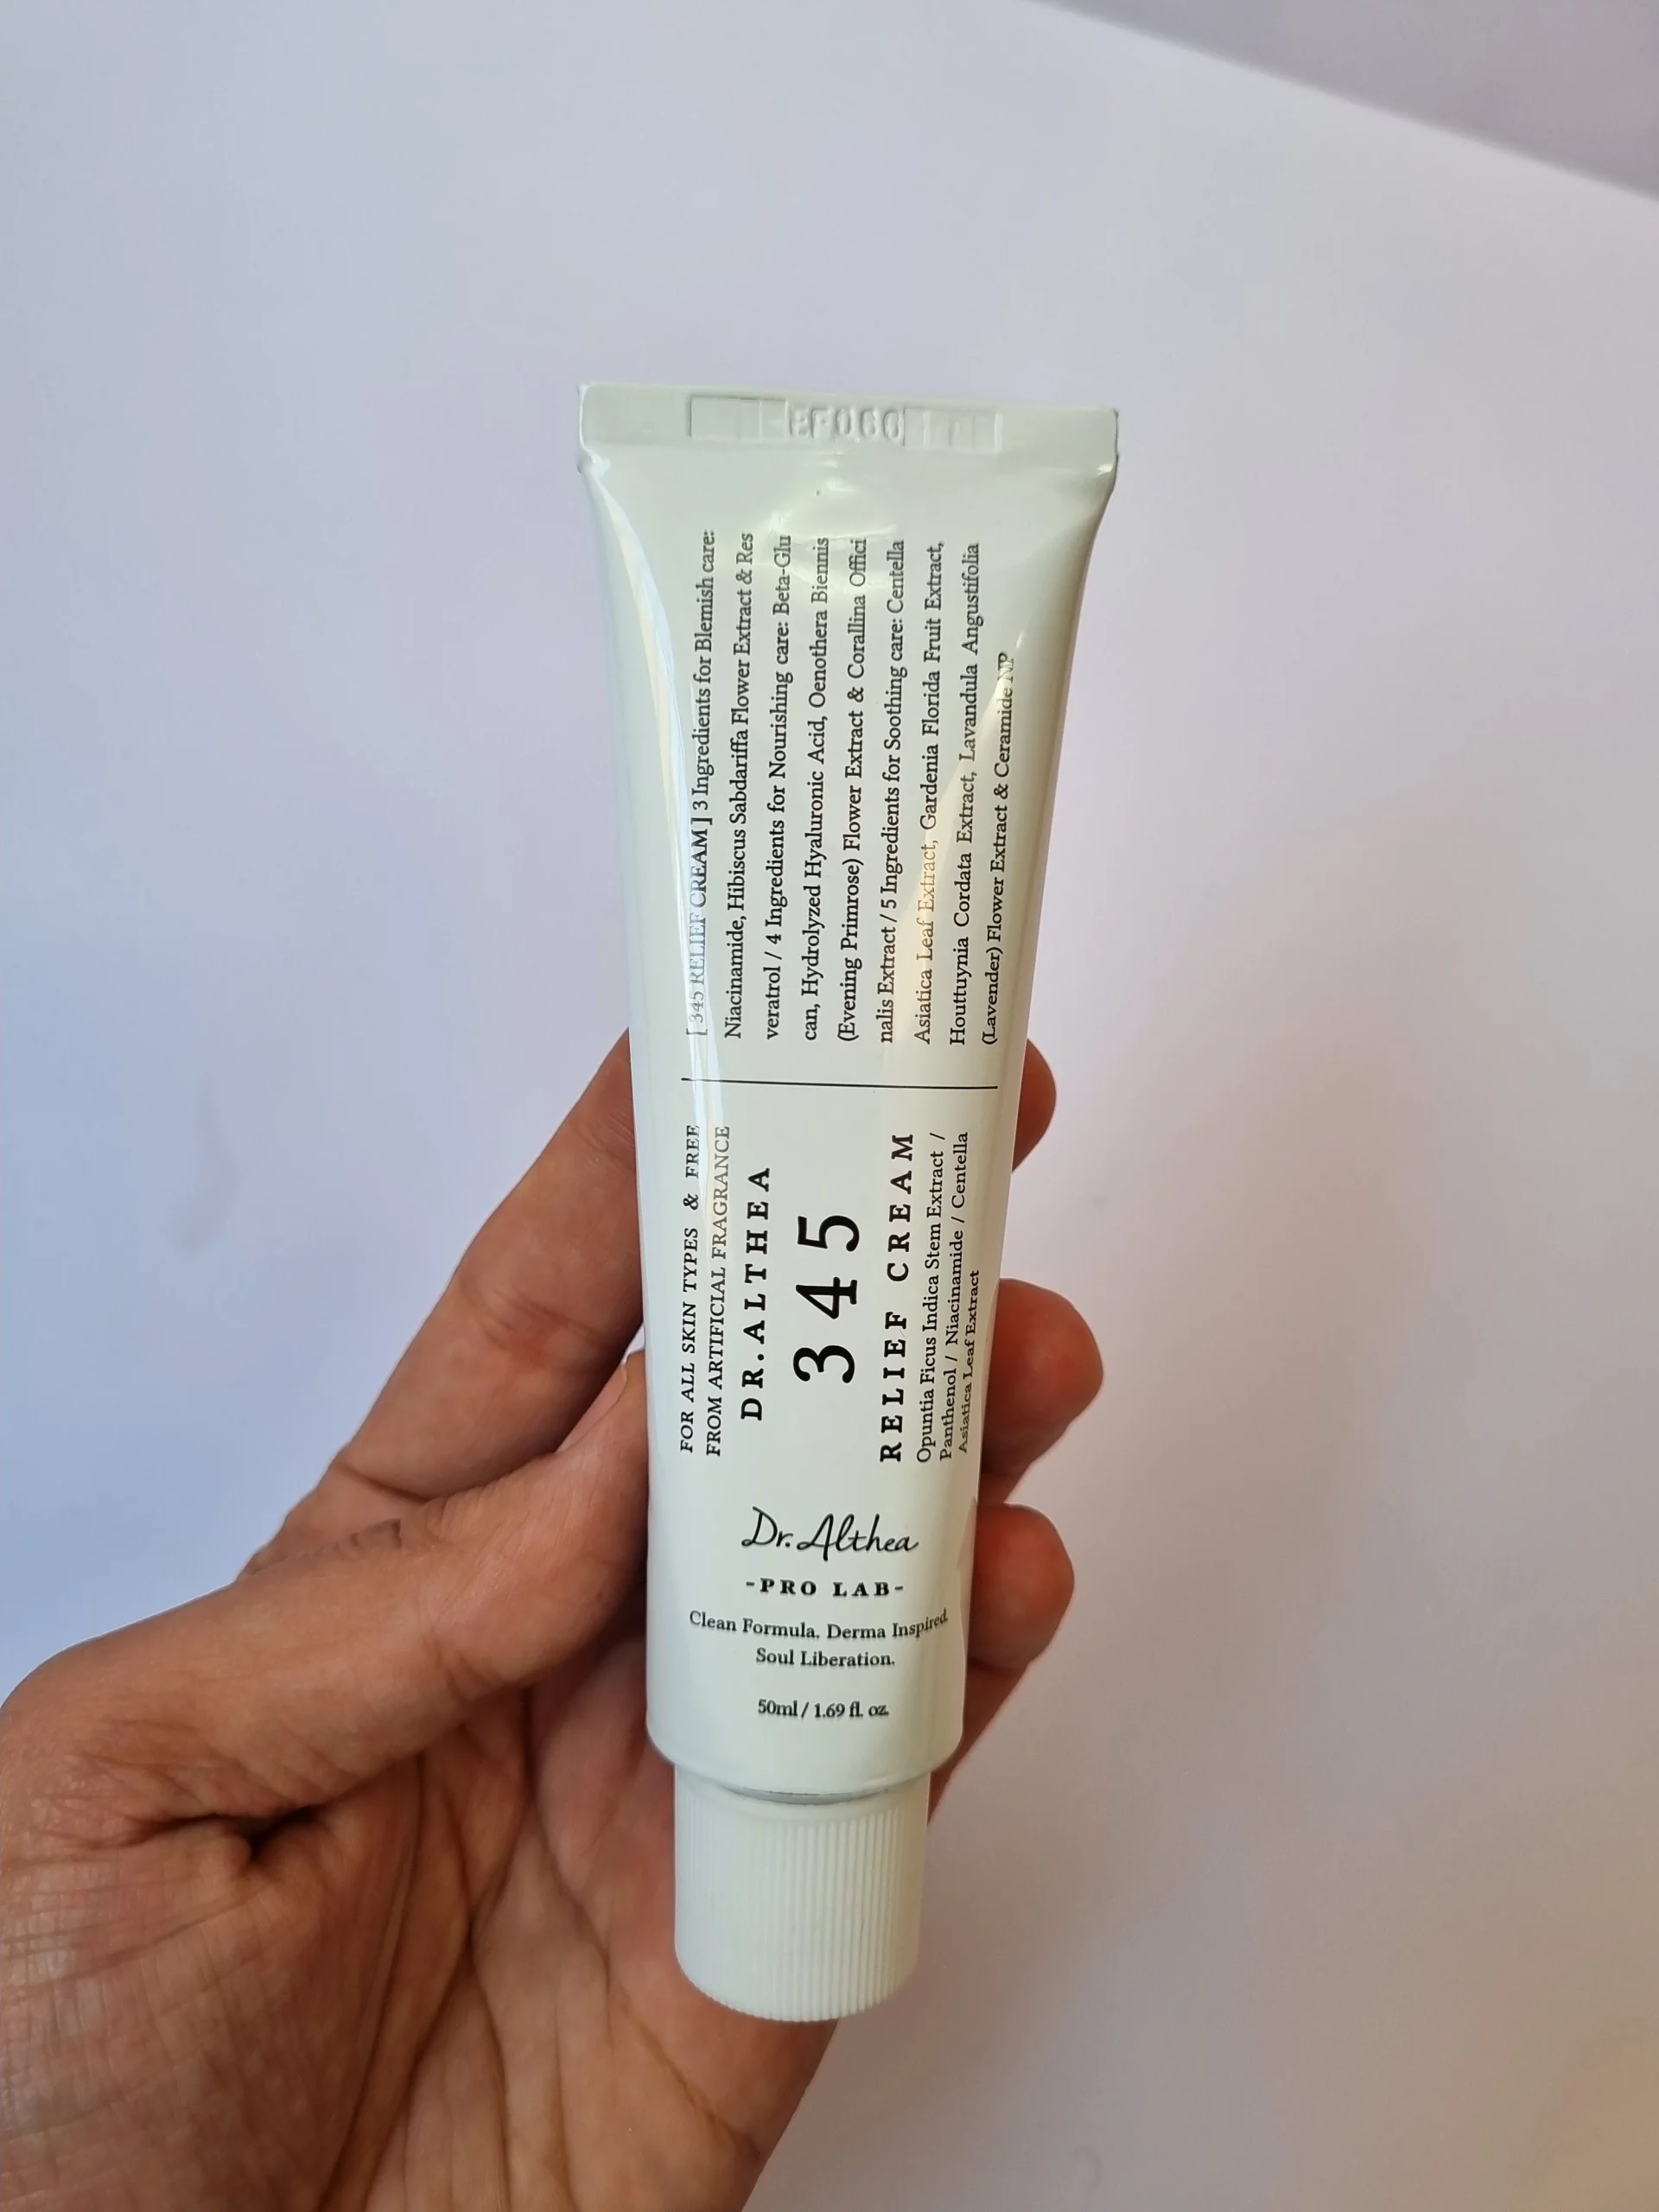 [ 345 RELIEF CREAM ] 3 Ingredients for Blemish care:
Niacinamide, Hibiscus Sabdariffa Flower Extract & Res
veratrol / 4 Ingredients for Nourishing care: Beta-Glu
can, Hydrolyzed Hyaluronic Acid, Oenothera Biennis
(Evening Primrose) Flower Extract & Corallina Offici
nalis Extract / 5 Ingredients for Soothing care: Centella
Asiatica Leaf Extract, Gardenia Florida Fruit Extract,
Houttuynia Cordata Extract, Lavandula Angustifolia
(Lavender) Flower Extract & Ceramide NP
FOR ALL SKIN TYPES & FREE
FROM ARTIFICIAL FRAGRANCE
DR.ALTHEA
345
RELIEF CREAM
Opuntia Ficus Indica Stem Extract /
Panthenol / Niacinamide / Centella
Asiatica Leaf Extract
Dr.Althea
-PRO LAB-
Clean Formula. Derma Inspired.
Soul Liberation.
50ml / 1.69 fl. oz.